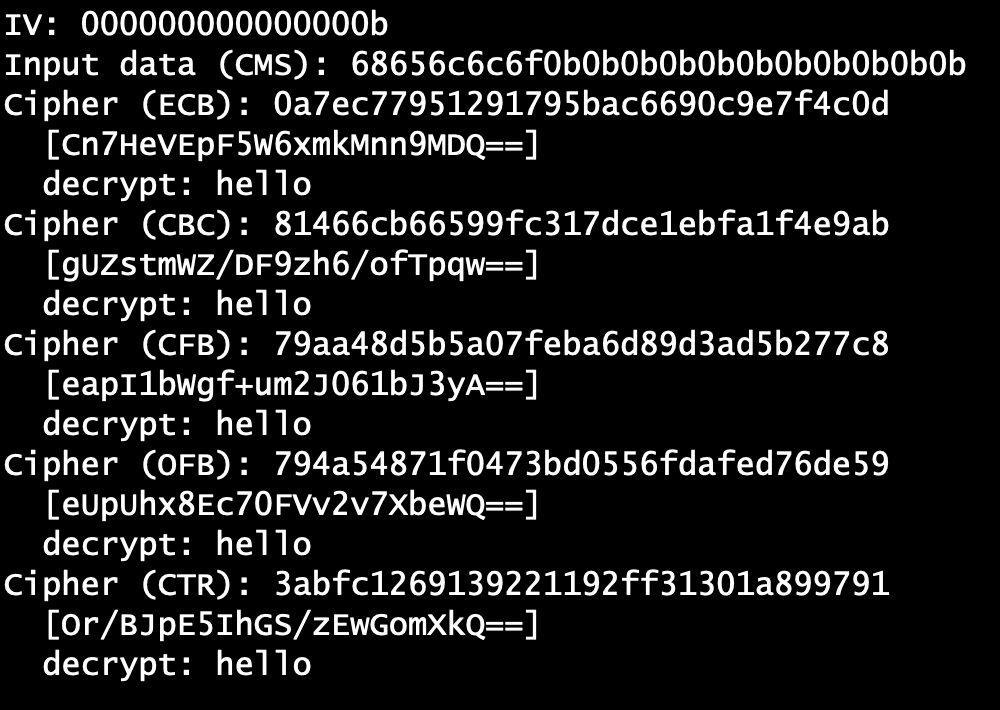 IV: 000000000000000b
Input data (CMS): 68656c6c6f0b0b0b0b0b0b0b0b0b0b0b
Cipher (ECB): 0a7ec77951291795bac6690c9e7f4c0d
[Cn7HeVEpF5W6xmkMnn9MDQ==]
decrypt: hello
Cipher (CBC): 81466cb66599fc317dce1ebfa1f4e9ab
[gUZstmWZ/DF9zh6/ofTpqw==]
decrypt: hello
Cipher (CFB): 79aa48d5b5a07feba6d89d3ad5b277c8
[eapI1bWgf+um2J061bJ3yA==]
decrypt: hello
Cipher (OFB): 794a54871f0473bd0556fdafed76de59
[eUpUhx8Ec70FVv2v7XbeWQ==]
decrypt: hello
Cipher (CTR): 3abfc1269139221192ff31301a899791
[Or/BJpE5IhGS/zEwGomXkQ==]
decrypt: hello